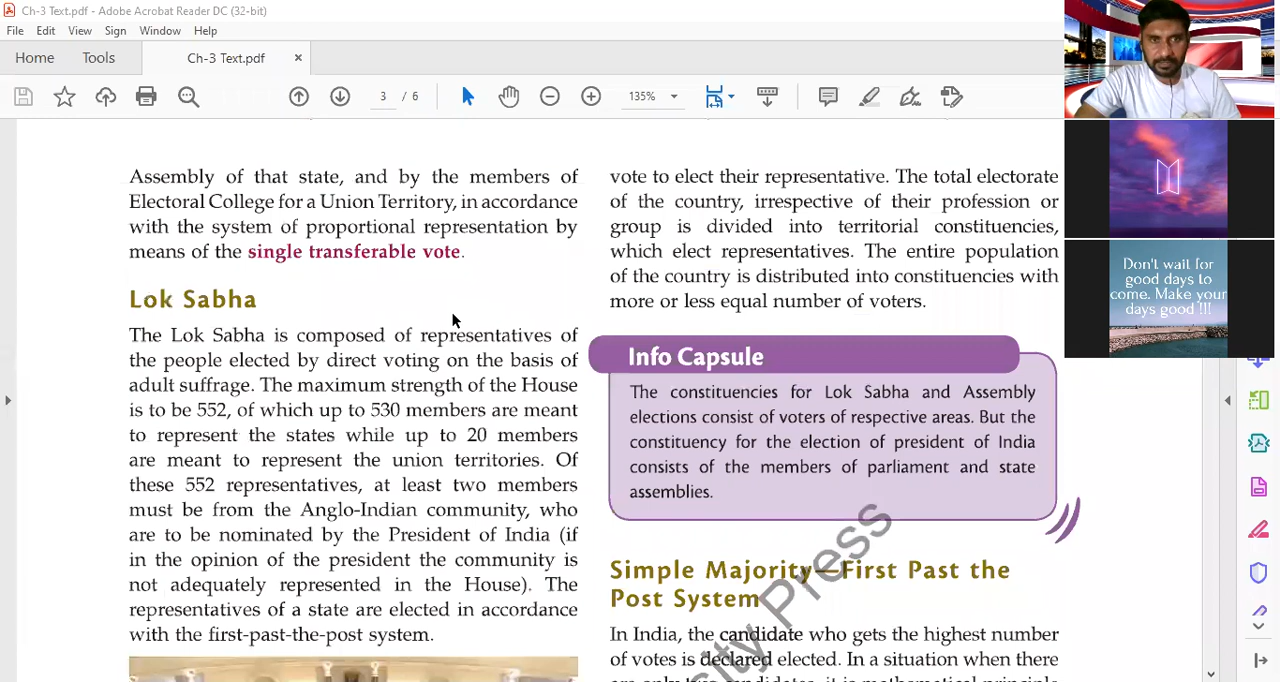 Ch-3 Text.pdf - Adobe Acrobat Reader DC (32-bit)
File Edit View Sign Window Help
Home Tools Ch-3 Text.pdf ×
3 / 6 135%
Assembly of that state, and by the members of
Electoral College for a Union Territory, in accordance
with the system of proportional representation by
means of the single transferable vote.
Lok Sabha
The Lok Sabha is composed of representatives of
the people elected by direct voting on the basis of
adult suffrage. The maximum strength of the House
is to be 552, of which up to 530 members are meant
to represent the states while up to 20 members
are meant to represent the union territories. Of
these 552 representatives, at least two members
must be from the Anglo-Indian community, who
are to be nominated by the President of India (if
in the opinion of the president the community is
not adequately represented in the House). The
representatives of a state are elected in accordance
with the first-past-the-post system.
vote to elect their representative. The total electorate
of the country, irrespective of their profession or
group is divided into territorial constituencies,
which elect representatives. The entire population
of the country is distributed into constituencies with
more or less equal number of voters.
Info Capsule
The constituencies for Lok Sabha and Assembly
elections consist of voters of respective areas. But the
constituency for the election of president of India
consists of the members of parliament and state
assemblies.
Simple Majority—First Past the
Post System
In India, the candidate who gets the highest number
of votes is declared elected. In a situation when there
Press
Don't wait for
good days to
come. Make your
days good !!!